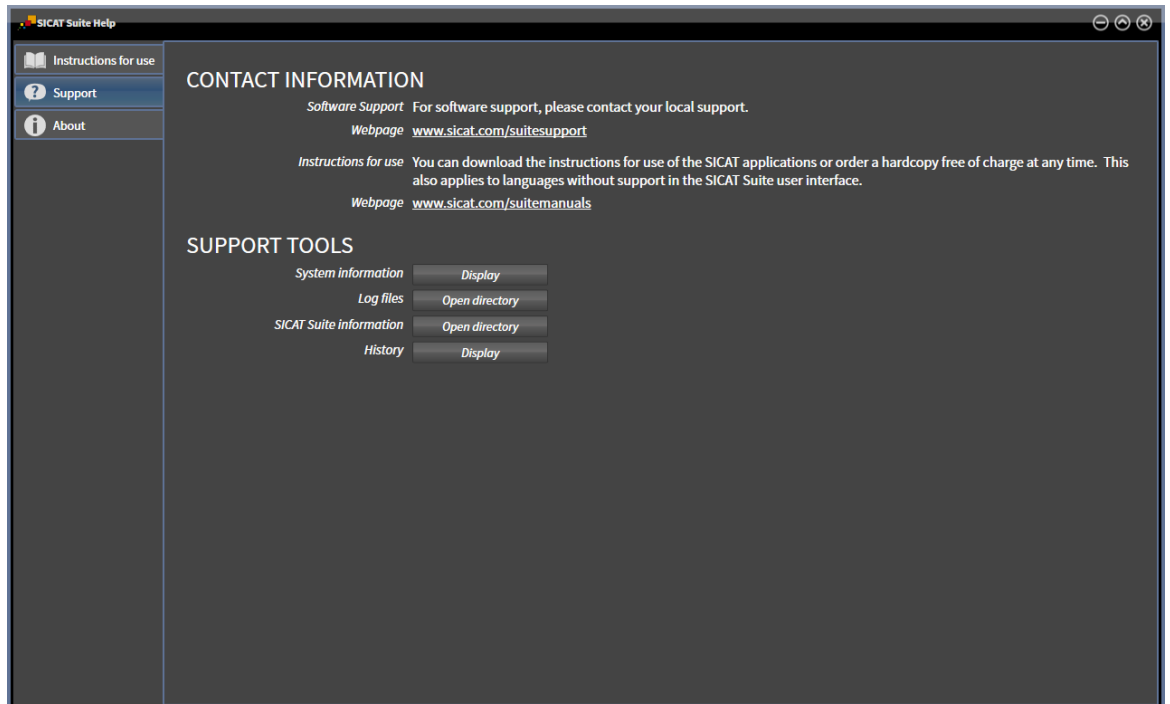 SICAT Suite Help
Instructions for use
Support
About
CONTACT INFORMATION
Software Support For software support, please contact your local support.
Webpage www.sicat.com/suitesupport
Instructions for use You can download the instructions for use of the SICAT applications or order a hardcopy free of charge at any time. This
also applies to languages without support in the SICAT Suite user interface.
Webpage www.sicat.com/suitemanuals
SUPPORT TOOLS
System information Display
Log files Open directory
SICAT Suite information Open directory
History Display